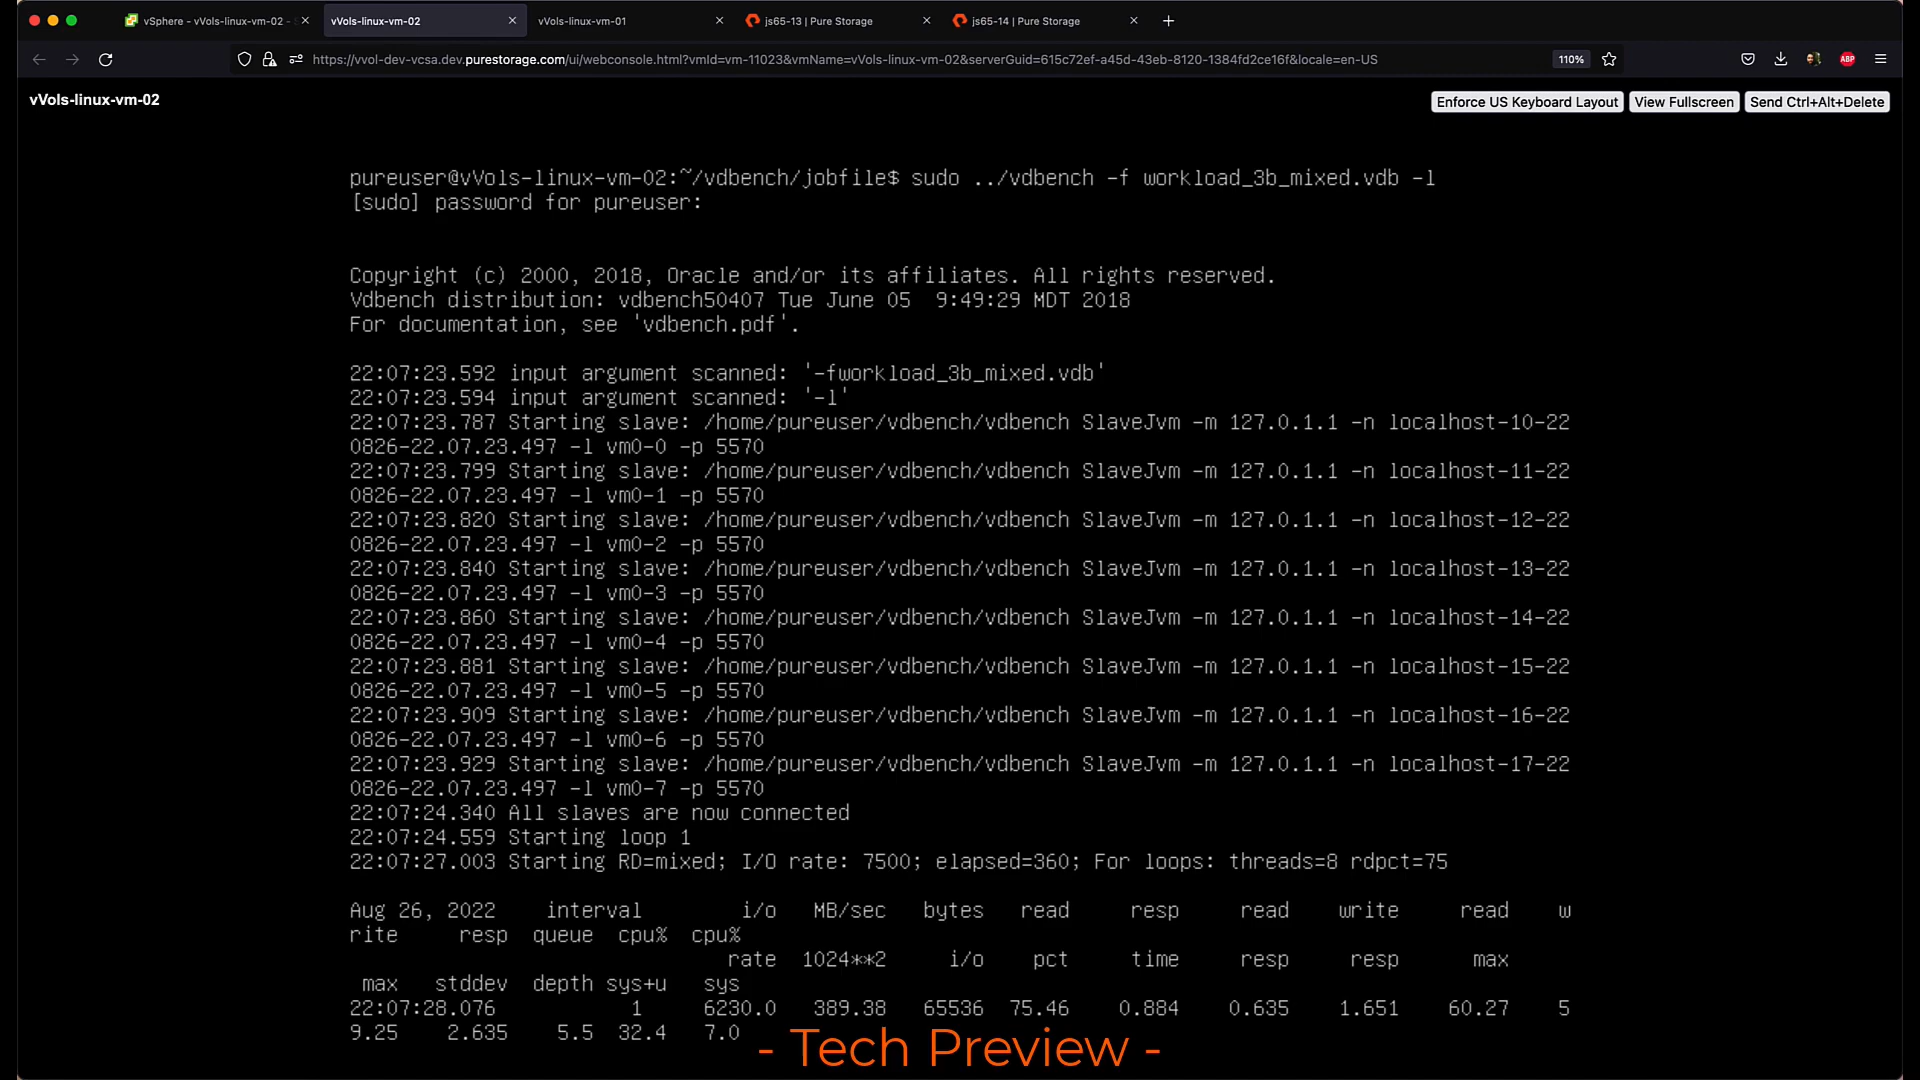 vSphere - vVols-linux-vm-02 -
vVols-linux-vm-02
vVols-linux-vm-01
js65-13 | Pure Storage
js65-14 | Pure Storage
https://vvol-dev-vcsa.dev.purestorage.com/ui/webconsole.html?vmId=vm-11023&vmName=vVols-linux-vm-02&serverGuid=615c72ef-a45d-43eb-8120-1384fd2ce16f&locale=en-US
110%
ABP
vVols-linux-vm-02
Enforce US Keyboard Layout
View Fullscreen
Send Ctrl+Alt+Delete
pureuser@vVols-linux-vm-02:~/vdbench/jobfile$ sudo ../vdbench -f workload_3b_mixed.vdb -l
[sudo] password for pureuser:
Copyright (c) 2000, 2018, Oracle and/or its affiliates. All rights reserved.
Vdbench distribution: vdbench50407 Tue June 05  9:49:29 MDT 2018
For documentation, see 'vdbench.pdf'.
22:07:23.592 input argument scanned: '-fworkload_3b_mixed.vdb'
22:07:23.594 input argument scanned: '-l'
22:07:23.787 Starting slave: /home/pureuser/vdbench/vdbench SlaveJvm -m 127.0.1.1 -n localhost-10-22
0826-22.07.23.497 -l vm0-0 -p 5570
22:07:23.799 Starting slave: /home/pureuser/vdbench/vdbench SlaveJvm -m 127.0.1.1 -n localhost-11-22
0826-22.07.23.497 -l vm0-1 -p 5570
22:07:23.820 Starting slave: /home/pureuser/vdbench/vdbench SlaveJvm -m 127.0.1.1 -n localhost-12-22
0826-22.07.23.497 -l vm0-2 -p 5570
22:07:23.840 Starting slave: /home/pureuser/vdbench/vdbench SlaveJvm -m 127.0.1.1 -n localhost-13-22
0826-22.07.23.497 -l vm0-3 -p 5570
22:07:23.860 Starting slave: /home/pureuser/vdbench/vdbench SlaveJvm -m 127.0.1.1 -n localhost-14-22
0826-22.07.23.497 -l vm0-4 -p 5570
22:07:23.881 Starting slave: /home/pureuser/vdbench/vdbench SlaveJvm -m 127.0.1.1 -n localhost-15-22
0826-22.07.23.497 -l vm0-5 -p 5570
22:07:23.909 Starting slave: /home/pureuser/vdbench/vdbench SlaveJvm -m 127.0.1.1 -n localhost-16-22
0826-22.07.23.497 -l vm0-6 -p 5570
22:07:23.929 Starting slave: /home/pureuser/vdbench/vdbench SlaveJvm -m 127.0.1.1 -n localhost-17-22
0826-22.07.23.497 -l vm0-7 -p 5570
22:07:24.340 All slaves are now connected
22:07:24.559 Starting loop 1
22:07:27.003 Starting RD=mixed; I/O rate: 7500; elapsed=360; For loops: threads=8 rdpct=75
Aug 26, 2022 interval i/o MB/sec bytes read resp read write read w
rite resp queue cpu% cpu%
rate 1024**2 i/o pct time resp resp max
max stddev depth sys+u sys
22:07:28.076 1 6230.0 389.38 65536 75.46 0.884 0.635 1.651 60.27 5
9.25 2.635 5.5 32.4 7.0
- Tech Preview -